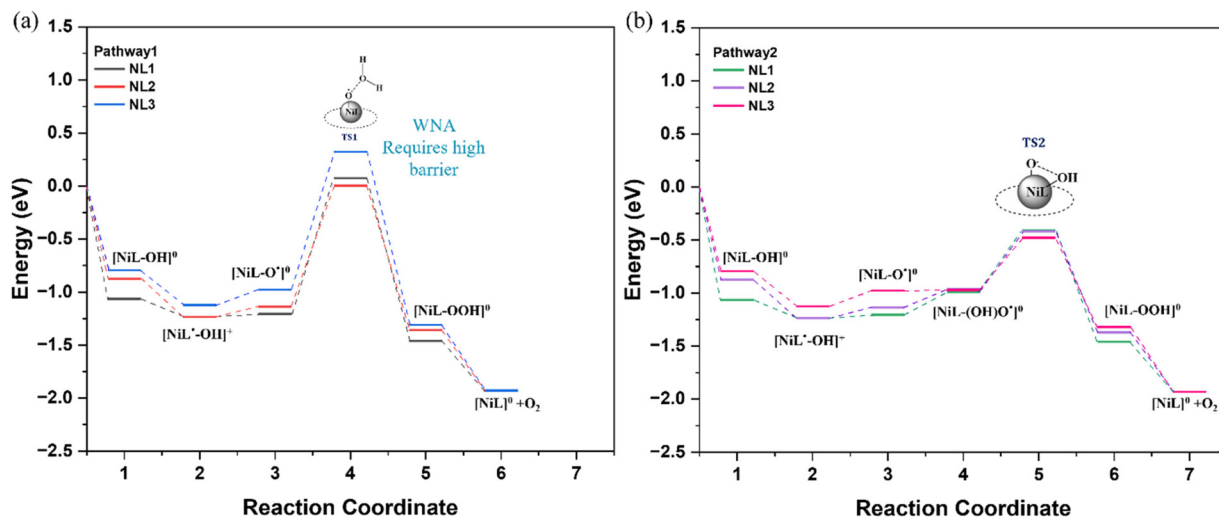 (a)
Pathway1
NL1
NL2
NL3
H
O
H
O
Nil
TS1
WNA
Requires high
barrier
[NiL-OH]⁰
[NiL•-OH]⁺
[NiL-O•]⁰
[NiL-OOH]⁰
[NiL]⁰ +O₂
1.5
1.0
0.5
0.0
−0.5
−1.0
−1.5
−2.0
−2.5
Energy (eV)
1 2 3 4 5 6 7
Reaction Coordinate
(b)
Pathway2
NL1
NL2
NL3
TS2
O
OH
NiL
[NiL-OH]⁰
[NiL•-OH]⁺
[NiL-O•]⁰
[NiL-(OH)O•]⁰
[NiL-OOH]⁰
[NiL]⁰ +O₂
1.5
1.0
0.5
0.0
−0.5
−1.0
−1.5
−2.0
−2.5
Energy (eV)
1 2 3 4 5 6 7
Reaction Coordinate